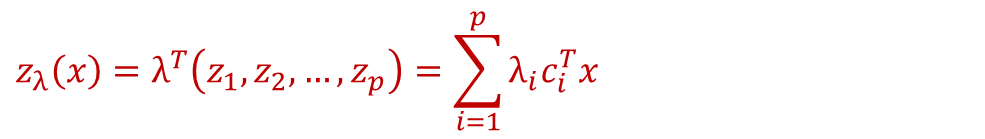 z_λ(x) = λ^T(z_1, z_2, …, z_p) = ∑_{i=1}^{p} λ_i c_i^T x